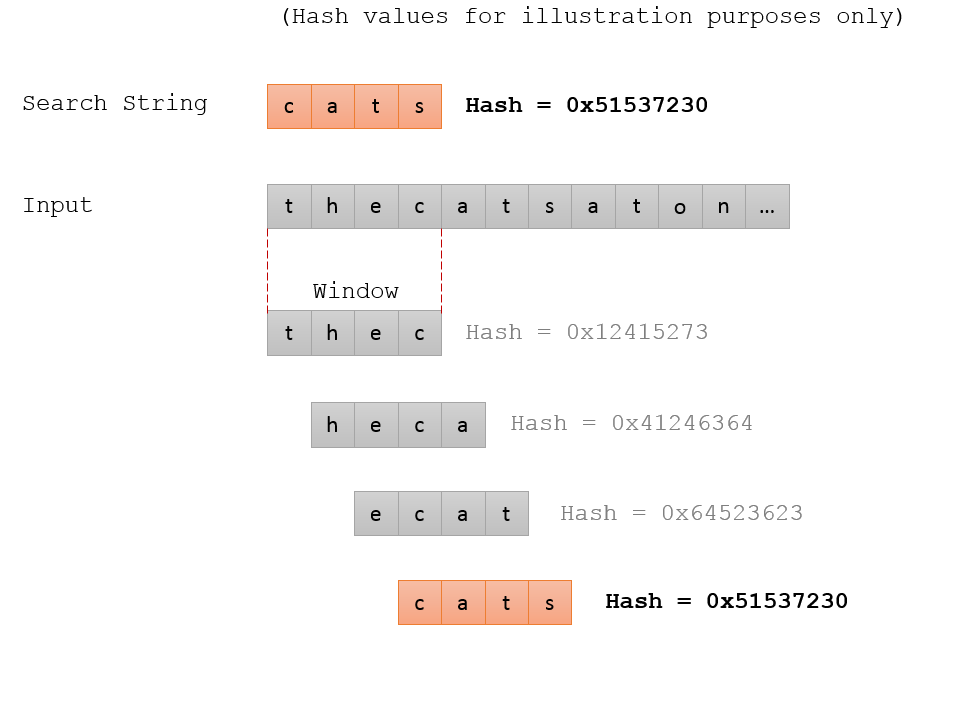 (Hash values for illustration purposes only)
Search String c a t s Hash = 0x51537230
Input t h e c a t s a t o n ...
Window
t h e c Hash = 0x12415273
h e c a Hash = 0x41246364
e c a t Hash = 0x64523623
c a t s Hash = 0x51537230